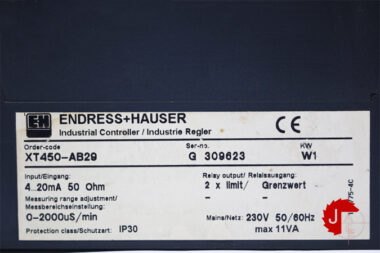 EH ENDRESS+HAUSER
Industrial Controller / Industrie Regler
CE
Order-code Ser-no. KW
XT450-AB29 G 309623 W1
Input/Eingang: Relay output/ Relaisausgang:
4..20mA 50 Ohm 2 x limit/ Grenzwert
Measuring range adjustment/
Messbereichseinstellung:
0-2000uS/min Mains/Netz: 230V 50/60Hz
Protection class/Schutzart: IP30 max 11VA